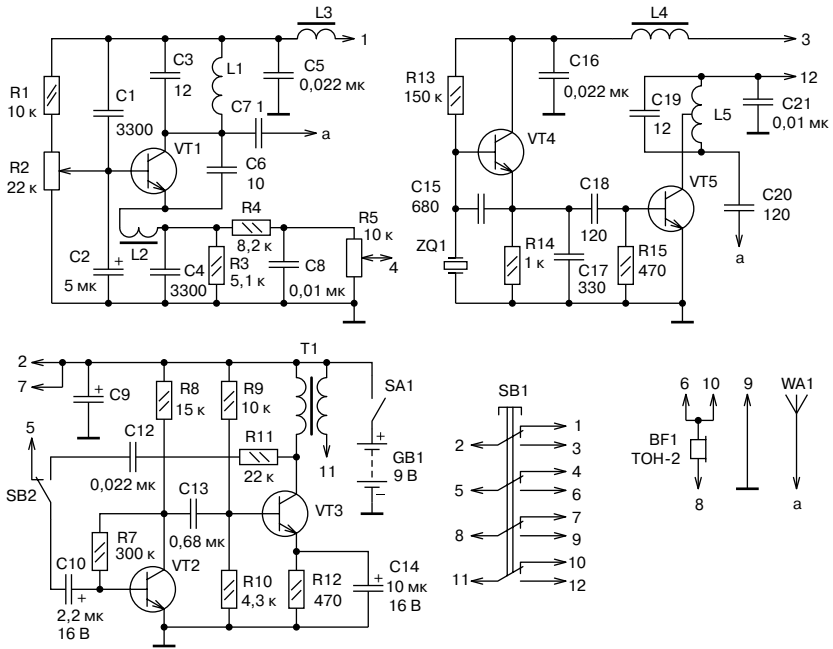 L3
1
L4
3
R1
10 к
C1
3300
C3
12
L1
C5
0,022 мк
C7 1
a
R2
22 к
VT1
C6
10
R4
8,2 к
R5
10 к
4
L2
C2
+
5 мк
C4
3300
R3
5,1 к
C8
0,01 мк
R13
150 к
C16
0,022 мк
12
C19
12
L5
C21
0,01 мк
VT4
C15
680
C18
120
VT5
C20
120
a
ZQ1
R14
1 к
C17
330
R15
470
2
7
T1
SA1
+
C9
R8
15 к
R9
10 к
5
C12
0,022 мк
R11
22 к
11
+
GB1
9 В
–
SB2
C13
0,68 мк
VT3
R7
300 к
VT2
C10
+
2,2 мк
16 В
R10
4,3 к
R12
470
+
C14
10 мк
16 В
SB1
1
2
3
4
5
6
7
8
9
10
11
12
6
10
9
WA1
BF1
ТОН-2
8
a